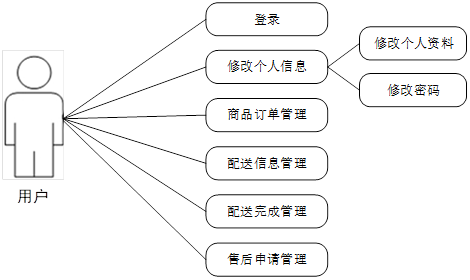 登录
修改个人信息
修改个人资料
修改密码
商品订单管理
配送信息管理
配送完成管理
售后申请管理
用户